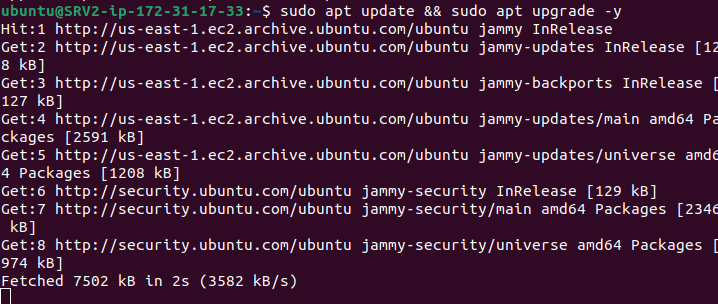 ubuntu@SRV2-ip-172-31-17-33:~$ sudo apt update && sudo apt upgrade -y
Hit:1 http://us-east-1.ec2.archive.ubuntu.com/ubuntu jammy InRelease
Get:2 http://us-east-1.ec2.archive.ubuntu.com/ubuntu jammy-updates InRelease [12
8 kB]
Get:3 http://us-east-1.ec2.archive.ubuntu.com/ubuntu jammy-backports InRelease [
127 kB]
Get:4 http://us-east-1.ec2.archive.ubuntu.com/ubuntu jammy-updates/main amd64 Pa
ckages [2591 kB]
Get:5 http://us-east-1.ec2.archive.ubuntu.com/ubuntu jammy-updates/universe amd6
4 Packages [1208 kB]
Get:6 http://security.ubuntu.com/ubuntu jammy-security InRelease [129 kB]
Get:7 http://security.ubuntu.com/ubuntu jammy-security/main amd64 Packages [2346
 kB]
Get:8 http://security.ubuntu.com/ubuntu jammy-security/universe amd64 Packages [
974 kB]
Fetched 7502 kB in 2s (3582 kB/s)